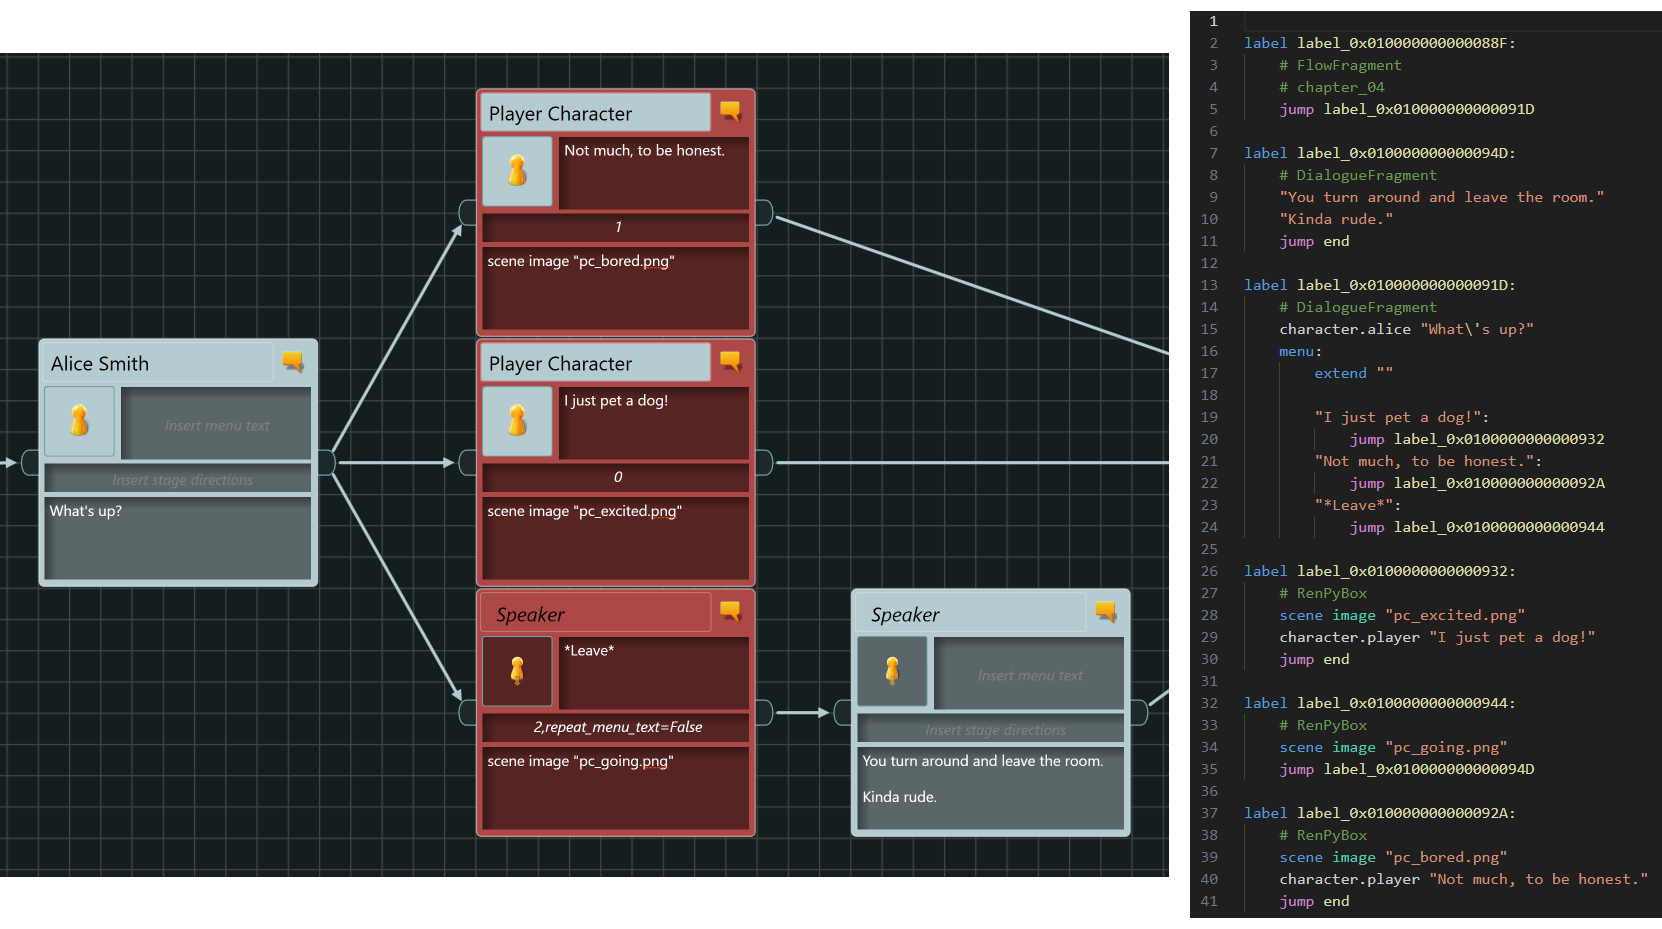 Player Character
Not much, to be honest.
1
scene image "pc_bored.png"
Alice Smith
Insert menu text
Insert stage directions
What's up?
Player Character
I just pet a dog!
0
scene image "pc_excited.png"
Speaker
*Leave*
2,repeat_menu_text=False
scene image "pc_going.png"
Speaker
Insert menu text
Insert stage directions
You turn around and leave the room.
Kinda rude.
1
2 label label_0x010000000000088F:
3 # FlowFragment
4 # chapter_04
5 jump label_0x010000000000091D
6
7 label label_0x010000000000094D:
8 # DialogueFragment
9 "You turn around and leave the room."
10 "Kinda rude."
11 jump end
12
13 label label_0x010000000000091D:
14 # DialogueFragment
15 character.alice "What\'s up?"
16 menu:
17 extend ""
18
19 "I just pet a dog!":
20 jump label_0x0100000000000932
21 "Not much, to be honest.":
22 jump label_0x010000000000092A
23 "*Leave*":
24 jump label_0x0100000000000944
25
26 label label_0x0100000000000932:
27 # RenPyBox
28 scene image "pc_excited.png"
29 character.player "I just pet a dog!"
30 jump end
31
32 label label_0x0100000000000944:
33 # RenPyBox
34 scene image "pc_going.png"
35 jump label_0x010000000000094D
36
37 label label_0x010000000000092A:
38 # RenPyBox
39 scene image "pc_bored.png"
40 character.player "Not much, to be honest."
41 jump end